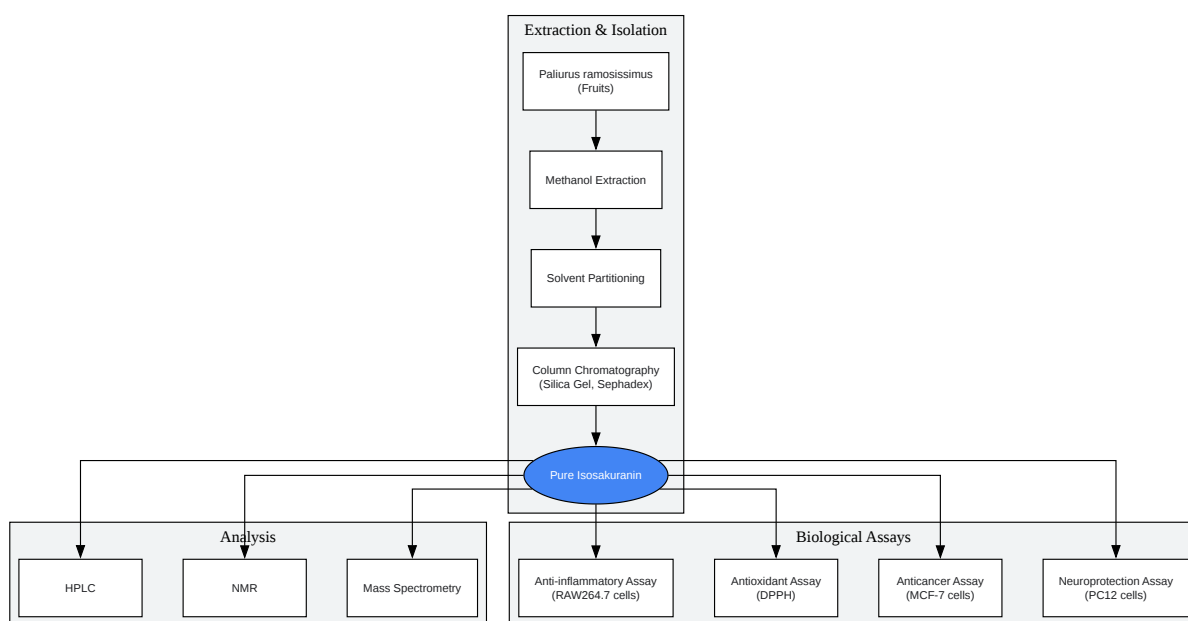 Extraction & Isolation
Paliurus ramosissimus
(Fruits)
Methanol Extraction
Solvent Partitioning
Column Chromatography
(Silica Gel, Sephadex)
Pure Isosakuranin
Analysis
HPLC
NMR
Mass Spectrometry
Biological Assays
Anti-inflammatory Assay
(RAW264.7 cells)
Antioxidant Assay
(DPPH)
Anticancer Assay
(MCF-7 cells)
Neuroprotection Assay
(PC12 cells)